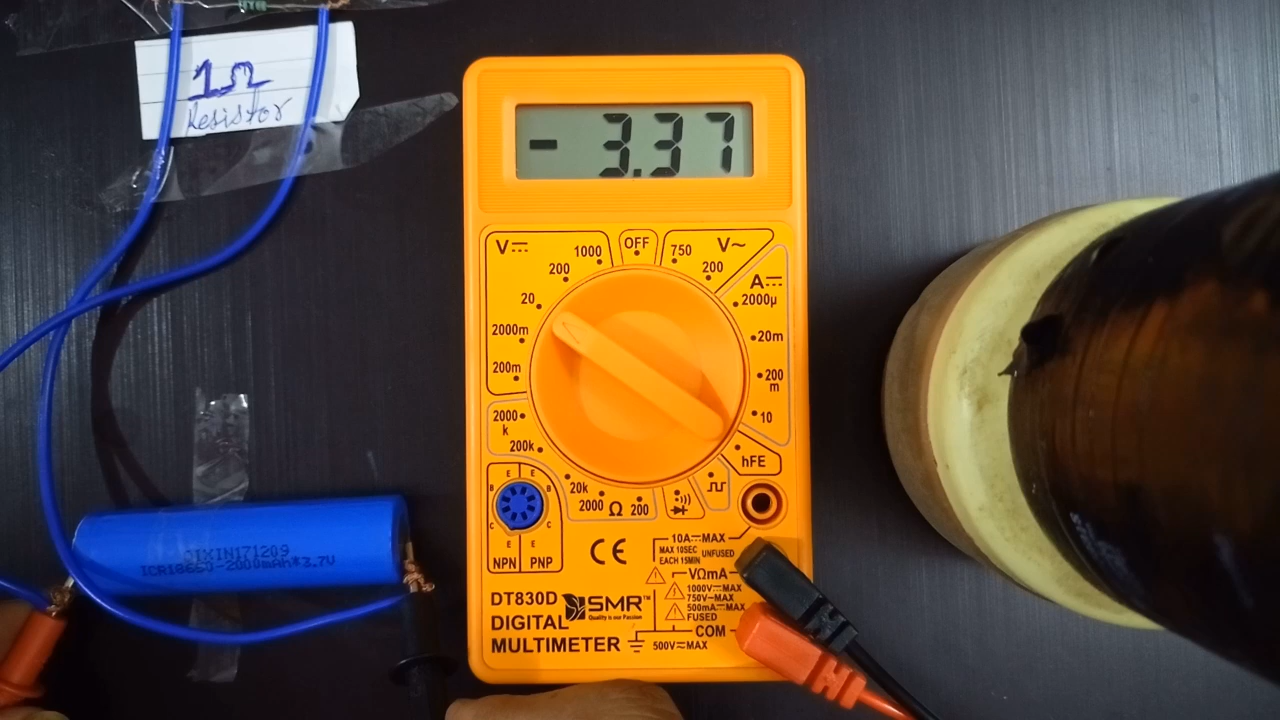 1Ω
Resistor
- 3.37
V⎓
1000
OFF
750
V~
200
200
A⎓
20
2000µ
2000m
20m
200m
200
m
2000
k
10
200k
hFE
20k
2000
Ω
200
E
E
B
B
C
C
E
E
NPN
PNP
CE
10A⎓MAX
MAX 10SEC
UNFUSED
EACH 15MIN
VΩmA
1000V⎓MAX
750V~MAX
500mA⎓MAX
FUSED
COM
500V≂MAX
DT830D
SMR™
Quality is our Passion
DIGITAL
MULTIMETER
JIXIN171209
ICR18650-2000mAh*3.7V